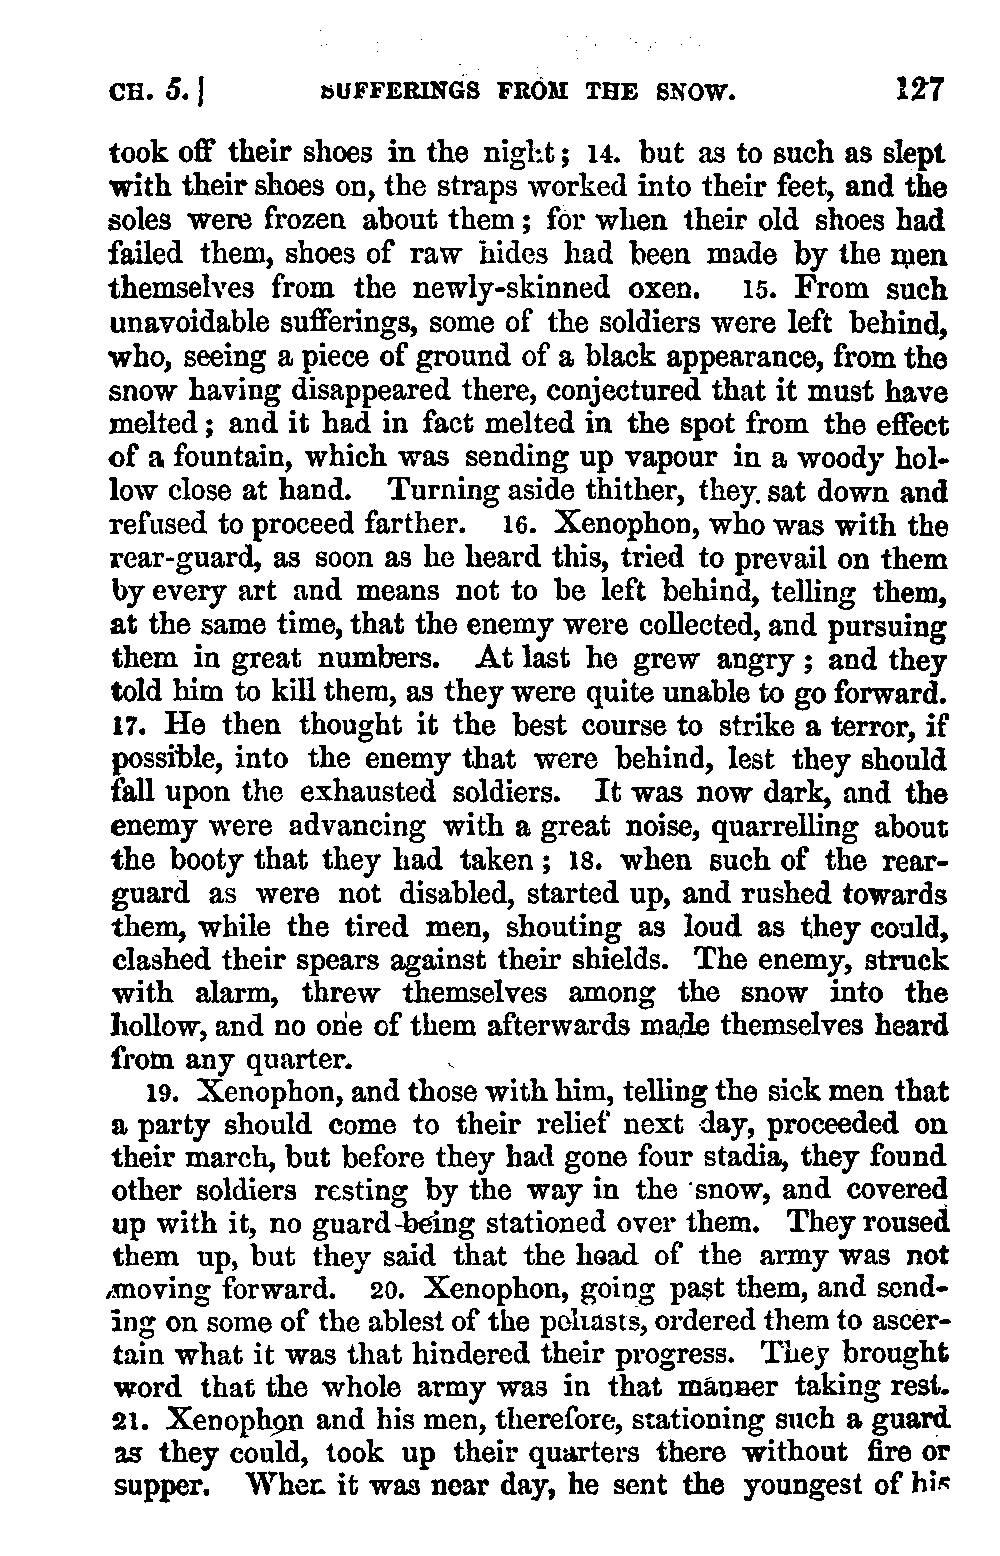 CH. 5.] SUFFERINGS FROM THE SNOW. 127
took off their shoes in the night; 14. but as to such as slept
with their shoes on, the straps worked into their feet, and the
soles were frozen about them; for when their old shoes had
failed them, shoes of raw hides had been made by the men
themselves from the newly-skinned oxen. 15. From such
unavoidable sufferings, some of the soldiers were left behind,
who, seeing a piece of ground of a black appearance, from the
snow having disappeared there, conjectured that it must have
melted; and it had in fact melted in the spot from the effect
of a fountain, which was sending up vapour in a woody hol-
low close at hand. Turning aside thither, they sat down and
refused to proceed farther. 16. Xenophon, who was with the
rear-guard, as soon as he heard this, tried to prevail on them
by every art and means not to be left behind, telling them,
at the same time, that the enemy were collected, and pursuing
them in great numbers. At last he grew angry; and they
told him to kill them, as they were quite unable to go forward.
17. He then thought it the best course to strike a terror, if
possible, into the enemy that were behind, lest they should
fall upon the exhausted soldiers. It was now dark, and the
enemy were advancing with a great noise, quarrelling about
the booty that they had taken; 18. when such of the rear-
guard as were not disabled, started up, and rushed towards
them, while the tired men, shouting as loud as they could,
clashed their spears against their shields. The enemy, struck
with alarm, threw themselves among the snow into the
hollow, and no one of them afterwards made themselves heard
from any quarter.
19. Xenophon, and those with him, telling the sick men that
a party should come to their relief next day, proceeded on
their march, but before they had gone four stadia, they found
other soldiers resting by the way in the snow, and covered
up with it, no guard being stationed over them. They roused
them up, but they said that the head of the army was not
moving forward. 20. Xenophon, going past them, and send-
ing on some of the ablest of the peltasts, ordered them to ascer-
tain what it was that hindered their progress. They brought
word that the whole army was in that manner taking rest.
21. Xenophon and his men, therefore, stationing such a guard
as they could, took up their quarters there without fire or
supper. When it was near day, he sent the youngest of his